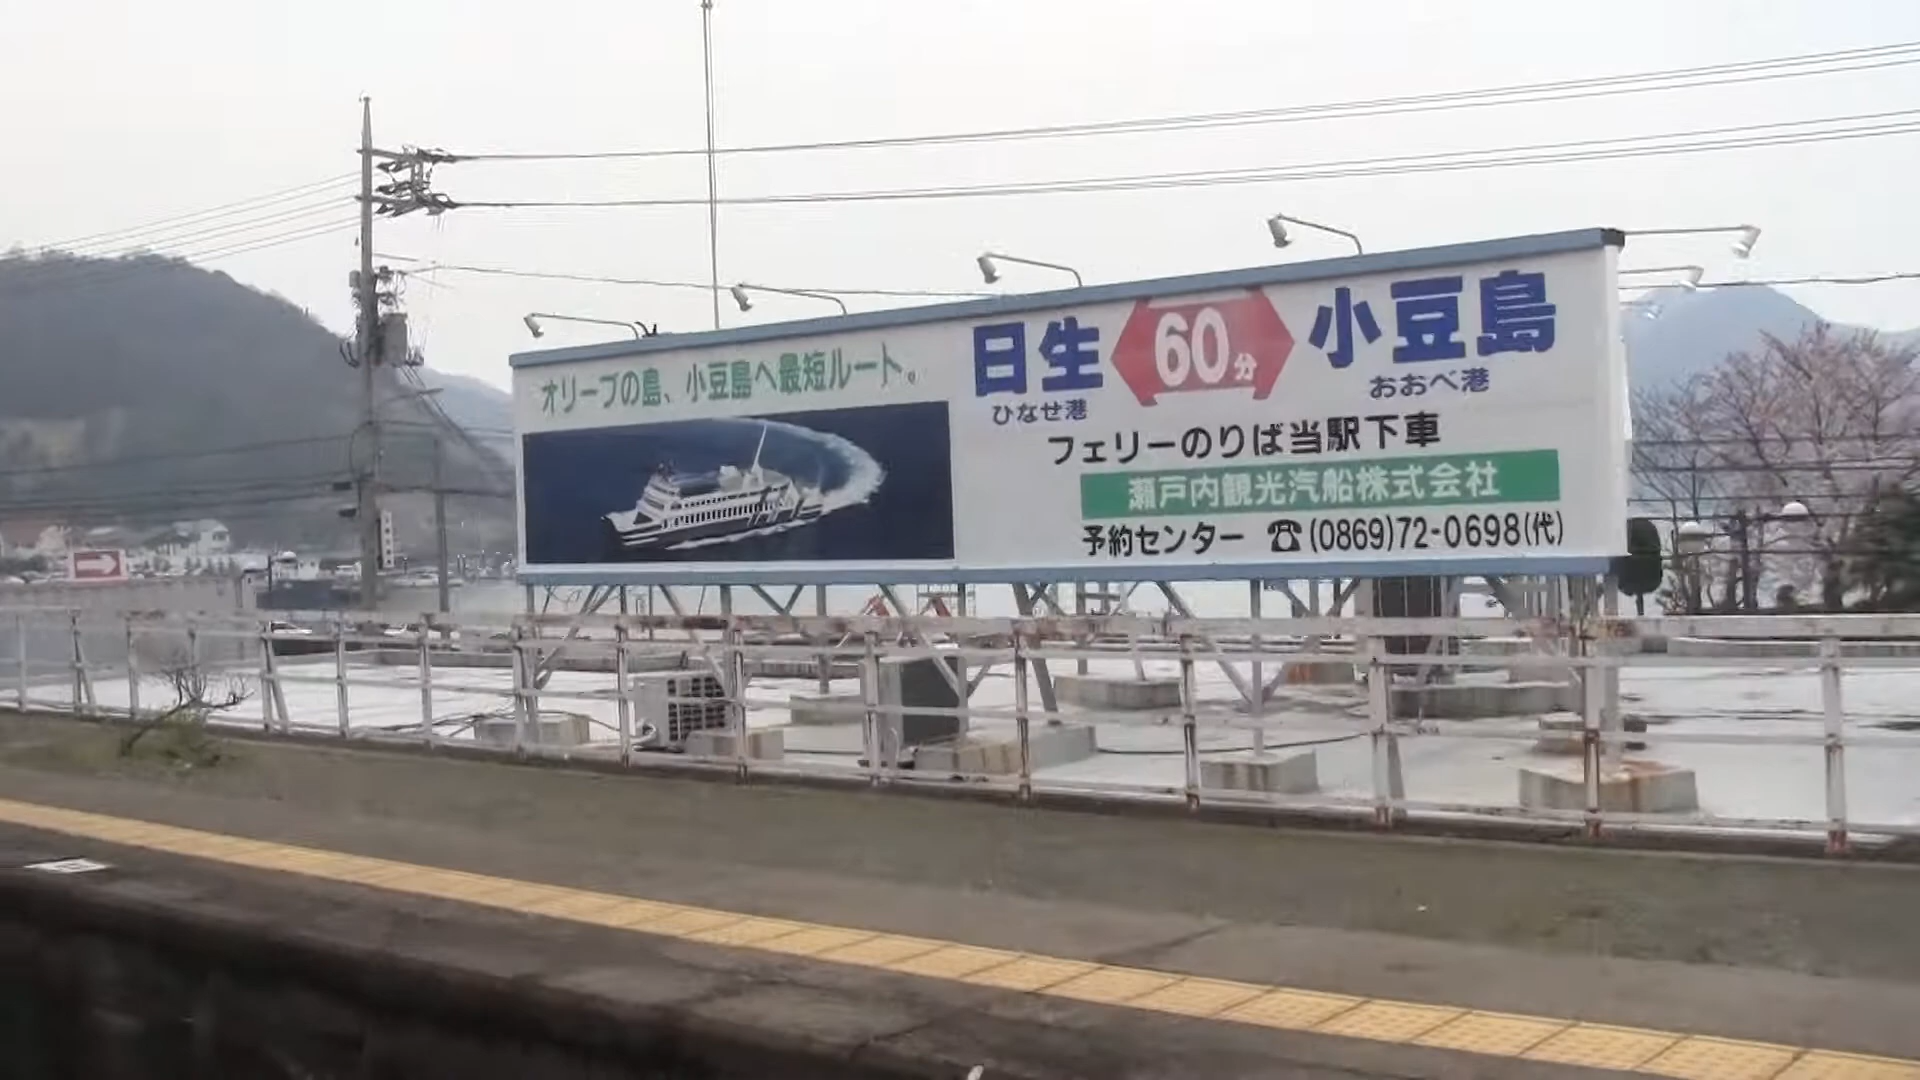 オリーブの島、小豆島へ最短ルート。
日生 60分 小豆島
ひなせ港 おおべ港
フェリーのりば当駅下車
瀬戸内観光汽船株式会社
予約センター ☎(0869)72-0698(代)